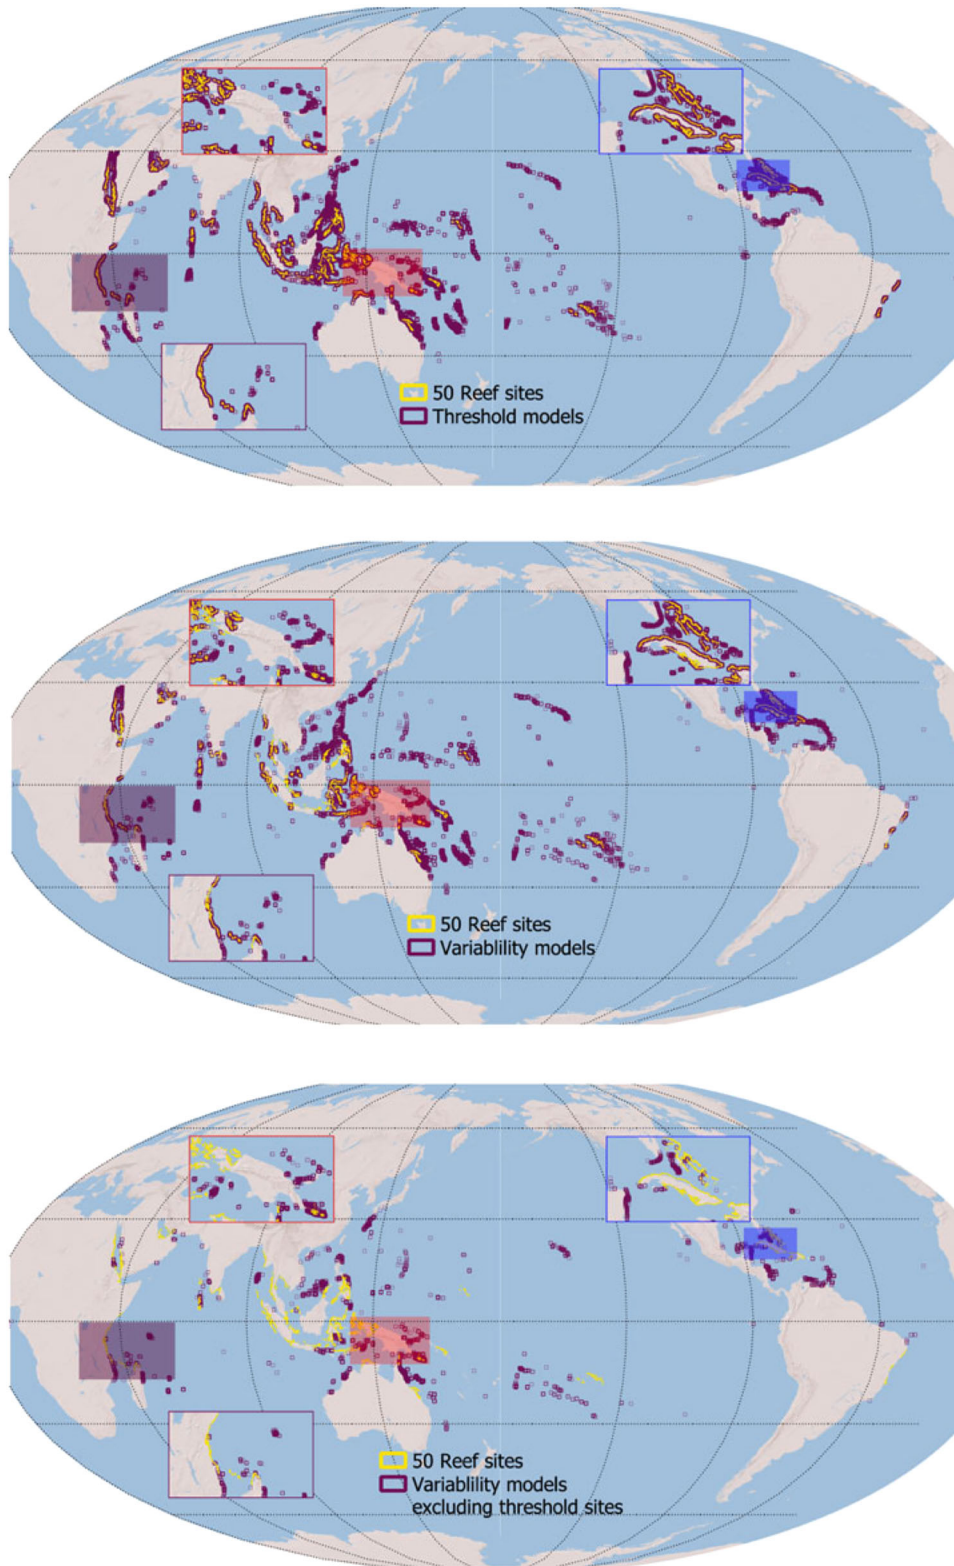 50 Reef sites
Threshold models
50 Reef sites
Variablility models
50 Reef sites
Variablility models
excluding threshold sites